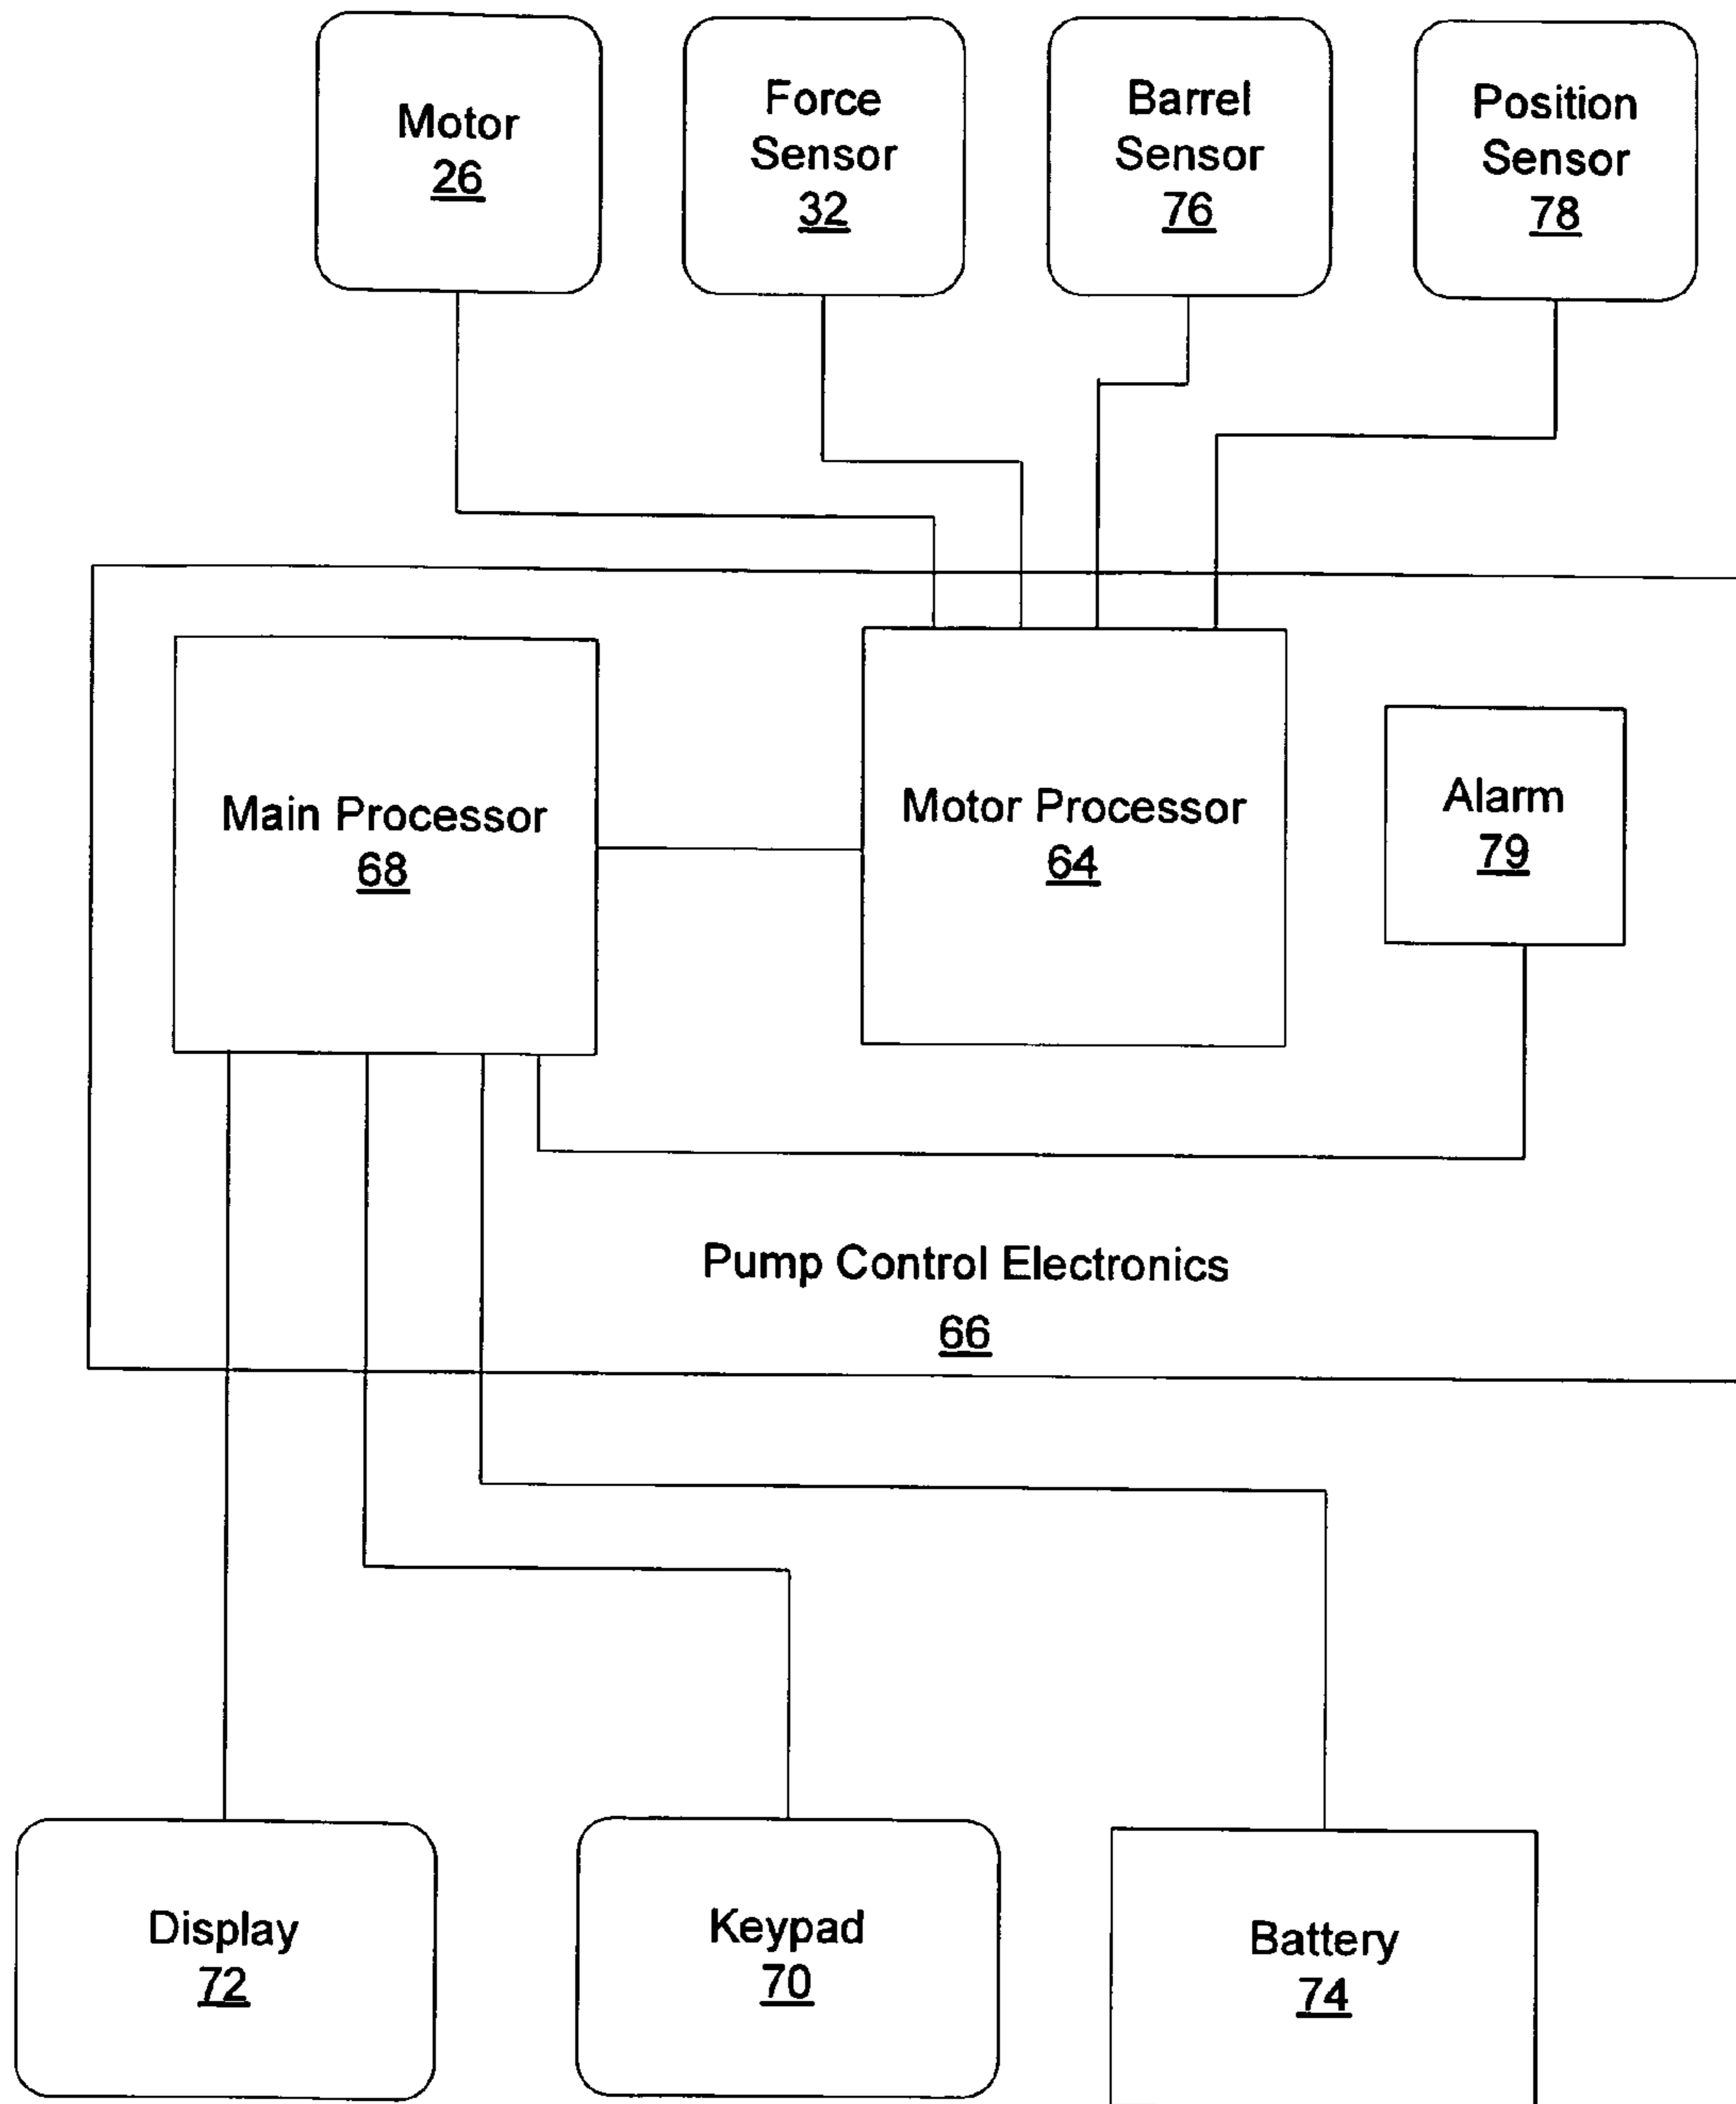 Motor
26
Force
Sensor
32
Barrel
Sensor
76
Position
Sensor
78
Main Processor
68
Motor Processor
64
Alarm
79
Pump Control Electronics
66
Display
72
Keypad
70
Battery
74